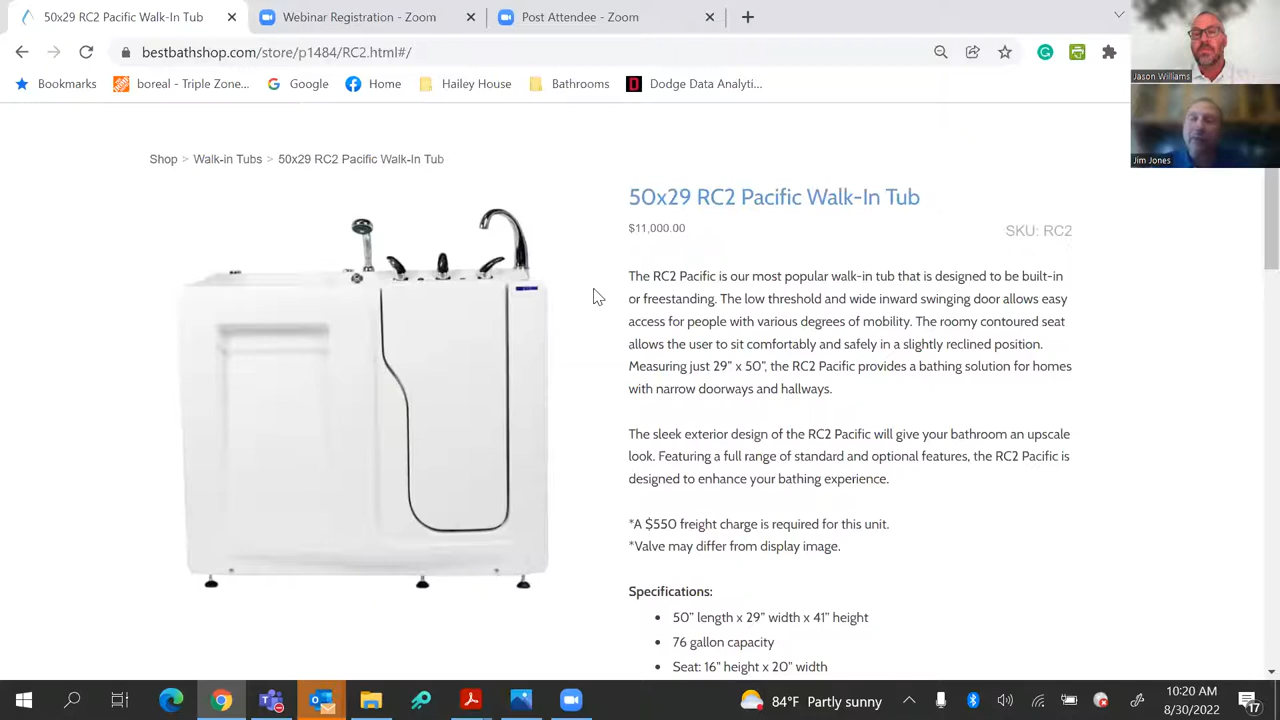 50x29 RC2 Pacific Walk-In Tub
Webinar Registration - Zoom
Post Attendee - Zoom
bestbathshop.com/store/p1484/RC2.html#/
Bookmarks
boreal - Triple Zone...
Google
Home
Hailey House
Bathrooms
Dodge Data Analyti...
Jason Williams
Jim Jones
Shop > Walk-in Tubs > 50x29 RC2 Pacific Walk-In Tub
50x29 RC2 Pacific Walk-In Tub
$11,000.00
SKU: RC2
The RC2 Pacific is our most popular walk-in tub that is designed to be built-in
or freestanding. The low threshold and wide inward swinging door allows easy
access for people with various degrees of mobility. The roomy contoured seat
allows the user to sit comfortably and safely in a slightly reclined position.
Measuring just 29" x 50", the RC2 Pacific provides a bathing solution for homes
with narrow doorways and hallways.
The sleek exterior design of the RC2 Pacific will give your bathroom an upscale
look. Featuring a full range of standard and optional features, the RC2 Pacific is
designed to enhance your bathing experience.
*A $550 freight charge is required for this unit.
*Valve may differ from display image.
Specifications:
• 50" length x 29" width x 41" height
• 76 gallon capacity
• Seat: 16" height x 20" width
84°F Partly sunny
10:20 AM
8/30/2022
17